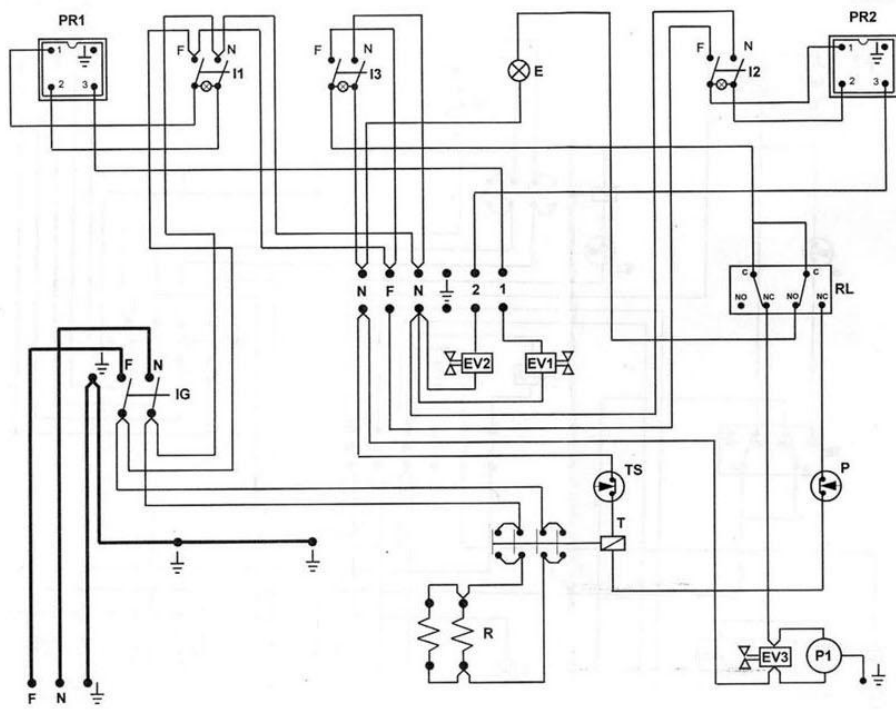 PR1
PR2
F N
F N
F N
1
2 3
I1
I3
E
I2
1
2 3
C C
NO NC NO NC
RL
N F N 2 1
EV2
EV1
F N
IG
TS
P
T
R
EV3
P1
F N